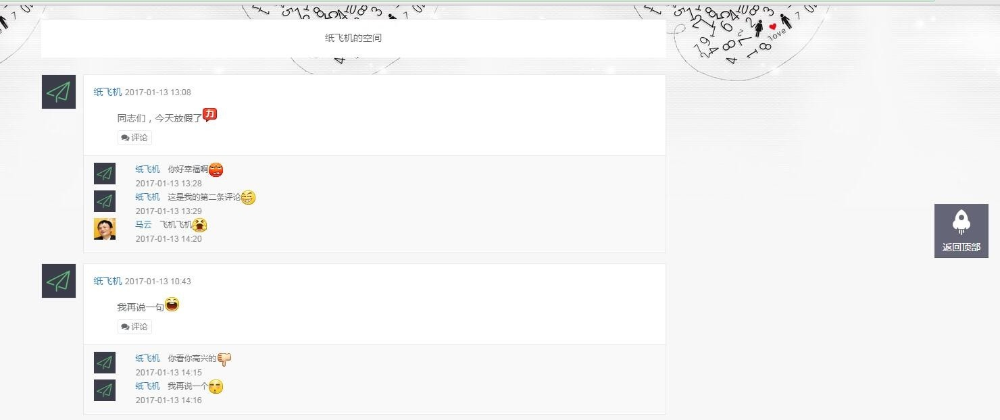 纸飞机的空间
love
纸飞机 2017-01-13 13:08
同志们，今天放假了
力
评论
纸飞机 你好幸福啊
2017-01-13 13:28
纸飞机 这是我的第二条评论
2017-01-13 13:29
马云 飞机飞机
2017-01-13 14:20
返回顶部
纸飞机 2017-01-13 10:43
我再说一句
评论
纸飞机 你看你高兴的
2017-01-13 14:15
纸飞机 我再说一个
2017-01-13 14:16